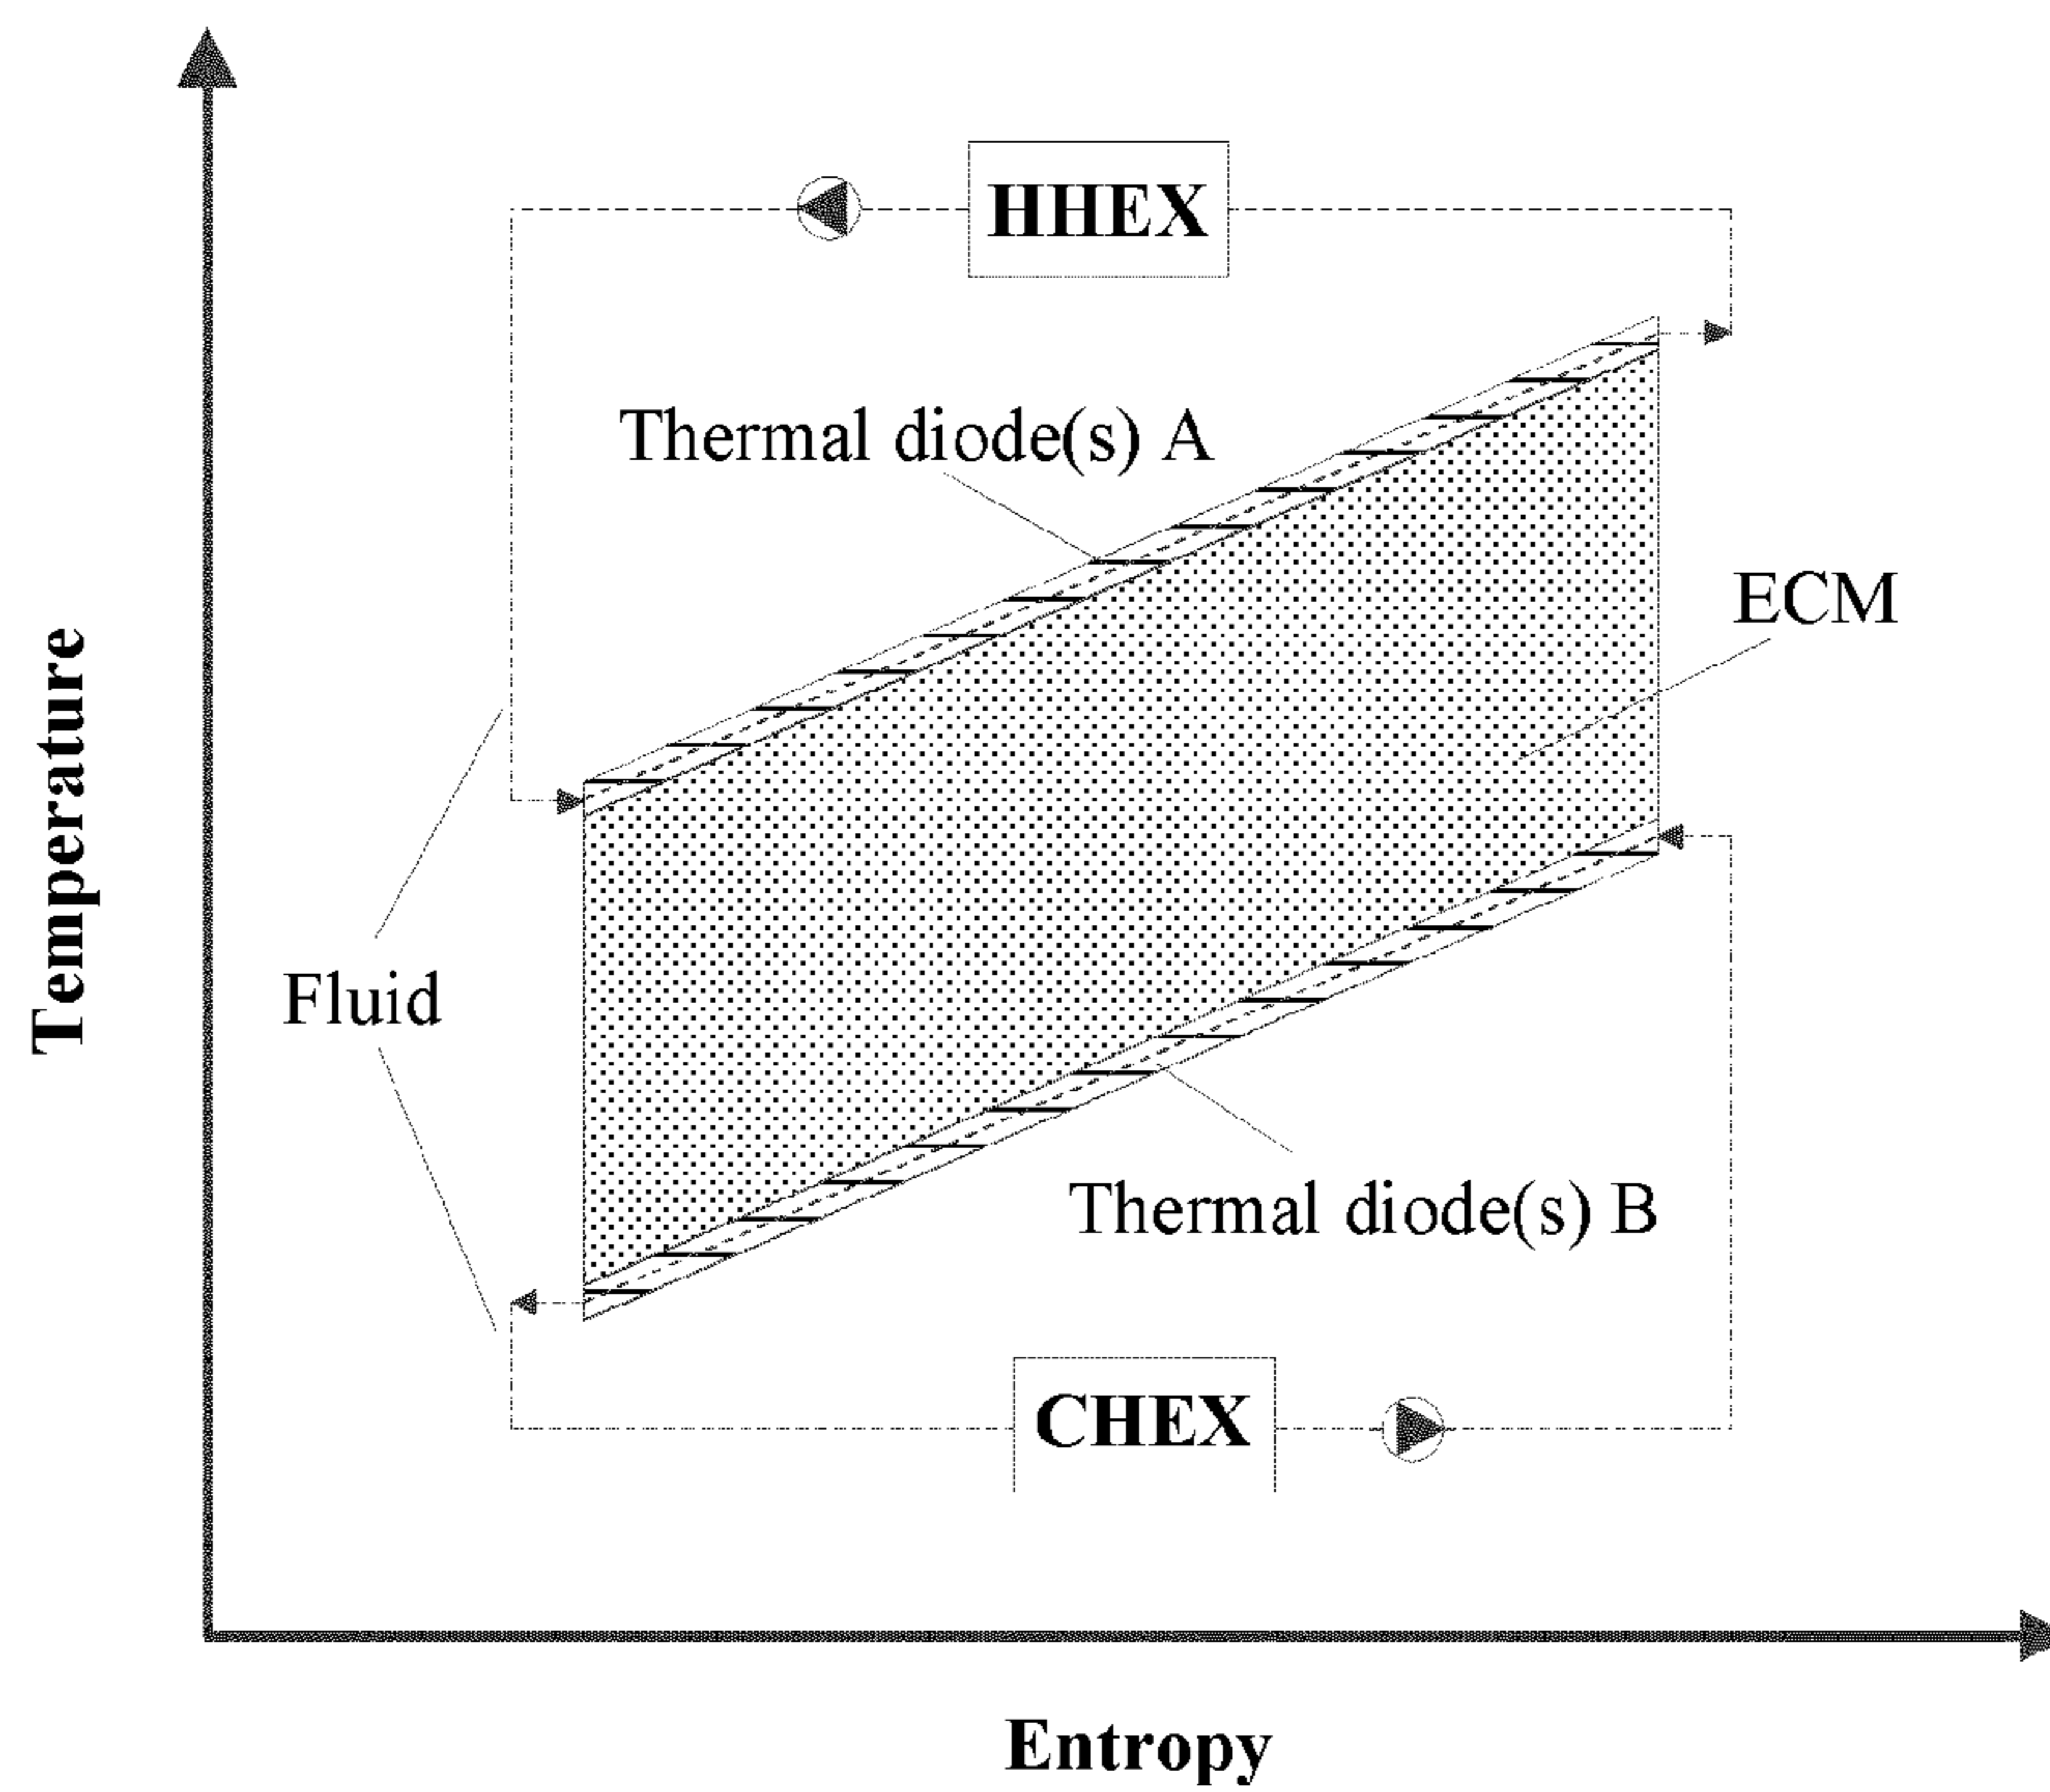 HHEX
Thermal diode(s) A
ECM
Temperature
Fluid
Thermal diode(s) B
CHEX
Entropy